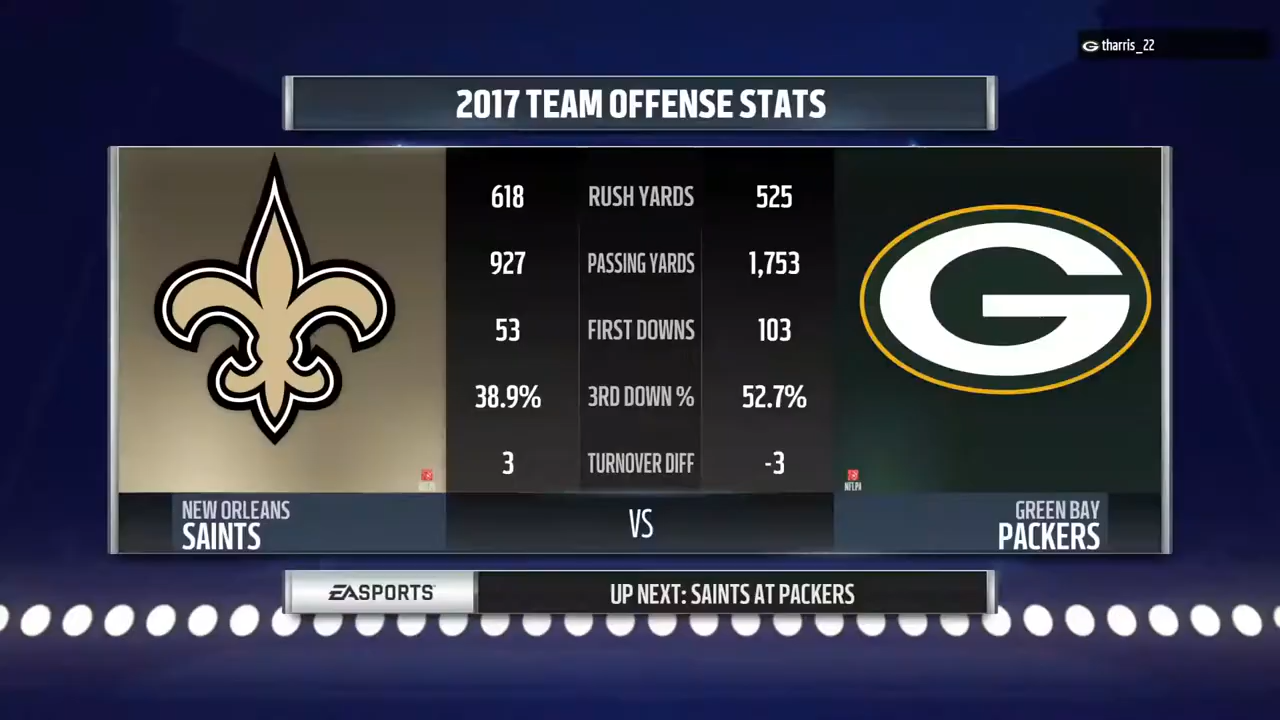 tharris_22
2017 TEAM OFFENSE STATS
618 RUSH YARDS 525
927 PASSING YARDS 1,753
53 FIRST DOWNS 103
38.9% 3RD DOWN % 52.7%
3 TURNOVER DIFF -3
NFLPA
NEW ORLEANS
SAINTS
VS
GREEN BAY
PACKERS
EA SPORTS
UP NEXT: SAINTS AT PACKERS